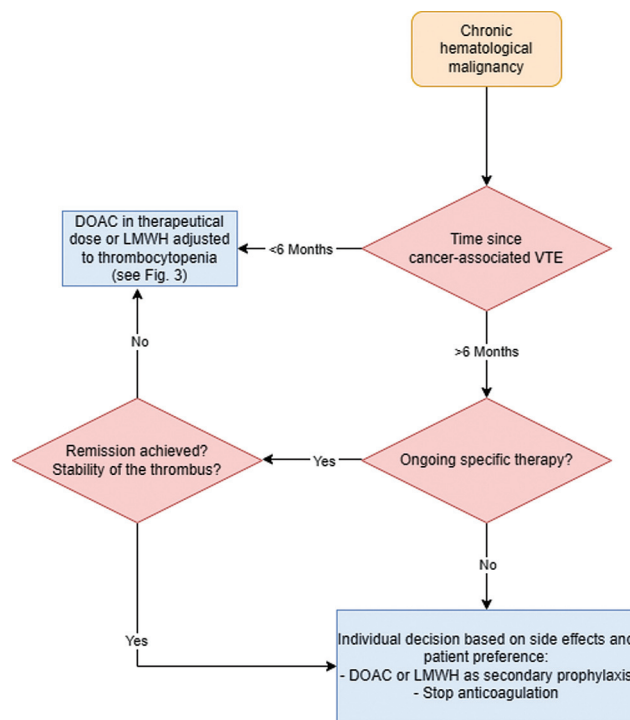 Chronic
hematological
malignancy
DOAC in therapeutical
dose or LMWH adjusted
to thrombocytopenia
(see Fig. 3)
<6 Months
Time since
cancer-associated VTE
No
>6 Months
Remission achieved?
Stability of the thrombus?
Yes
Ongoing specific therapy?
No
Yes
Individual decision based on side effects and
patient preference:
- DOAC or LMWH as secondary prophylaxis
- Stop anticoagulation